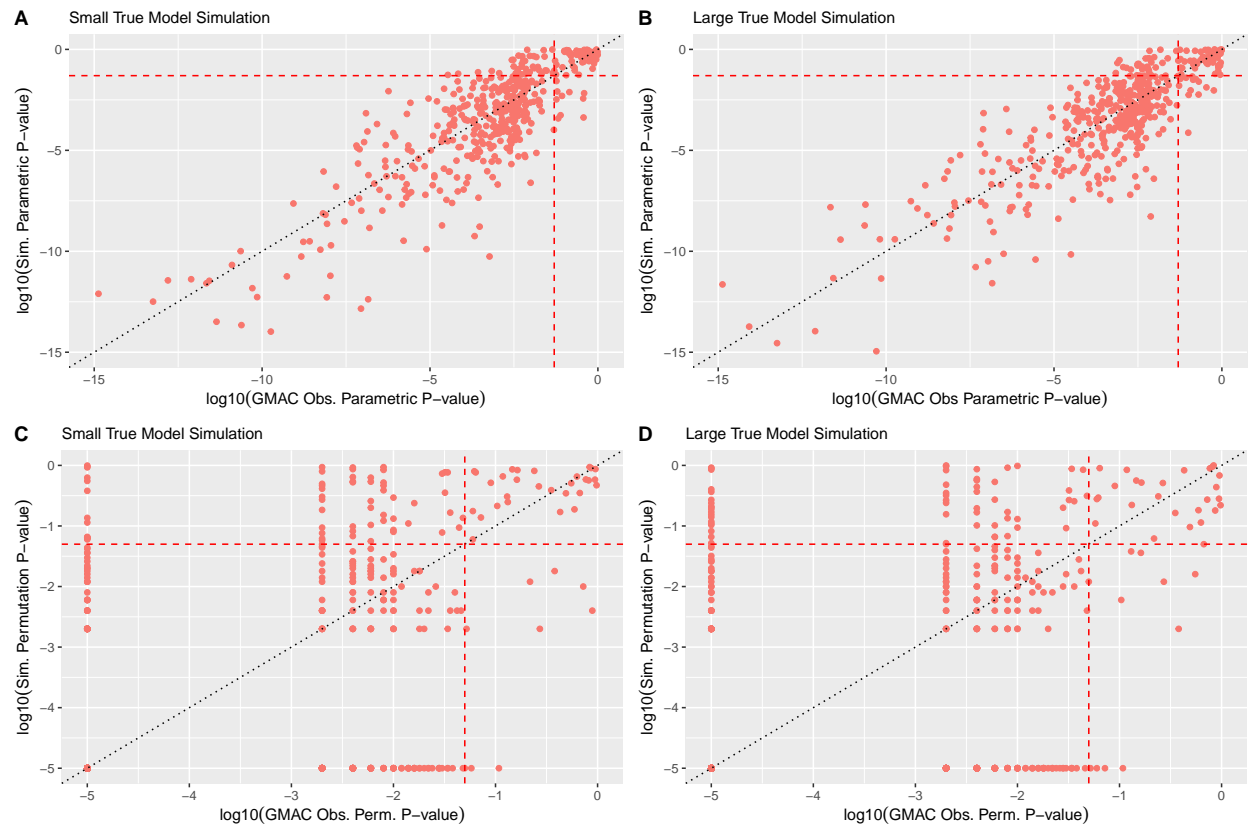 A Small True Model Simulation
B Large True Model Simulation
log10(Sim. Parametric P-value)
0
−5
−10
−15
−15 −10 −5 0
log10(GMAC Obs. Parametric P-value)
log10(Sim. Parametric P-value)
0
−5
−10
−15
−15 −10 −5 0
log10(GMAC Obs Parametric P-value)
C Small True Model Simulation
D Large True Model Simulation
log10(Sim. Permutation P-value)
0
−1
−2
−3
−4
−5
−5 −4 −3 −2 −1 0
log10(GMAC Obs. Perm. P-value)
log10(Sim. Permutation P-value)
0
−1
−2
−3
−4
−5
−5 −4 −3 −2 −1 0
log10(GMAC Obs. Perm. P-value)